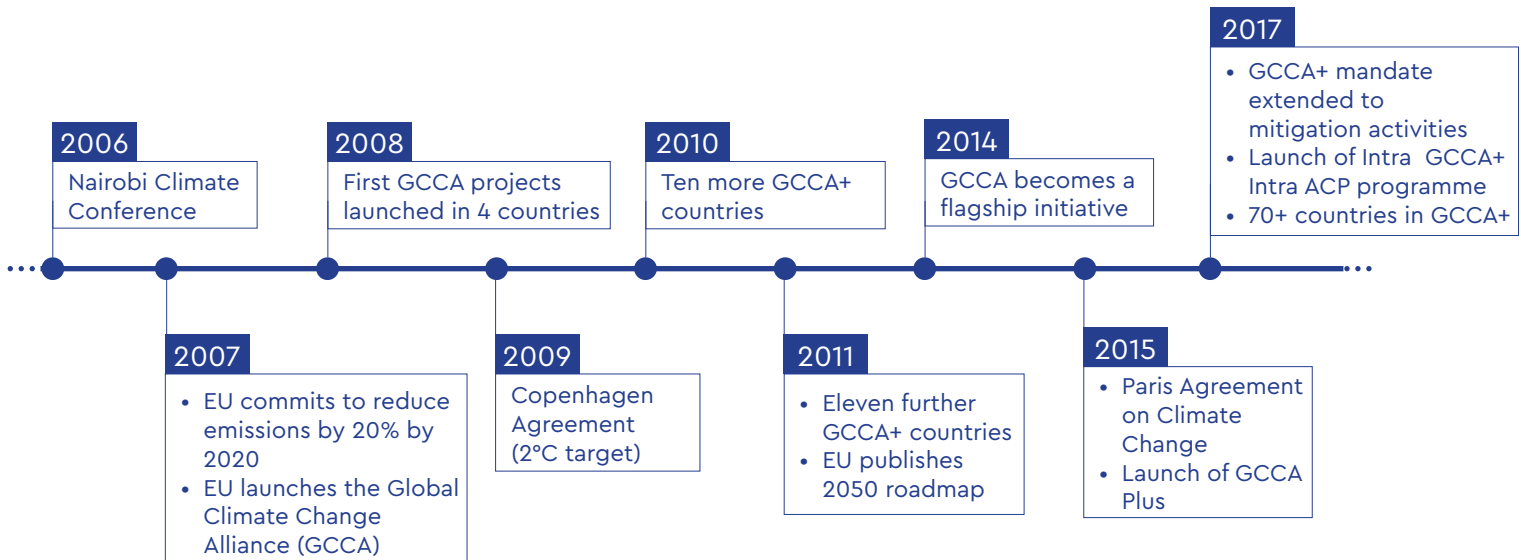 2006
Nairobi Climate
Conference
2007
• EU commits to reduce
emissions by 20% by
2020
• EU launches the Global
Climate Change
Alliance (GCCA)
2008
First GCCA projects
launched in 4 countries
2009
Copenhagen
Agreement
(2°C target)
2010
Ten more GCCA+
countries
2011
• Eleven further
GCCA+ countries
• EU publishes
2050 roadmap
2014
GCCA becomes a
flagship initiative
2015
• Paris Agreement
on Climate
Change
• Launch of GCCA
Plus
2017
• GCCA+ mandate
extended to
mitigation activities
• Launch of Intra GCCA+
Intra ACP programme
• 70+ countries in GCCA+